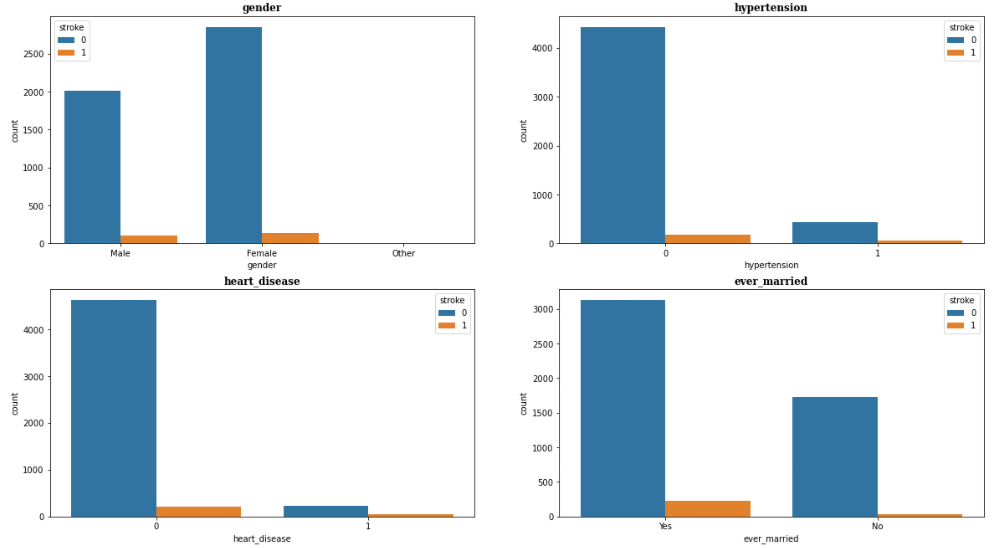 gender
stroke
0
1
2500
2000
1500
1000
500
0
count
Male Female Other
gender
hypertension
stroke
0
1
4000
3000
2000
1000
0
count
0 1
hypertension
heart_disease
stroke
0
1
4000
3000
2000
1000
0
count
0 1
heart_disease
ever_married
stroke
0
1
3000
2500
2000
1500
1000
500
0
count
Yes No
ever_married